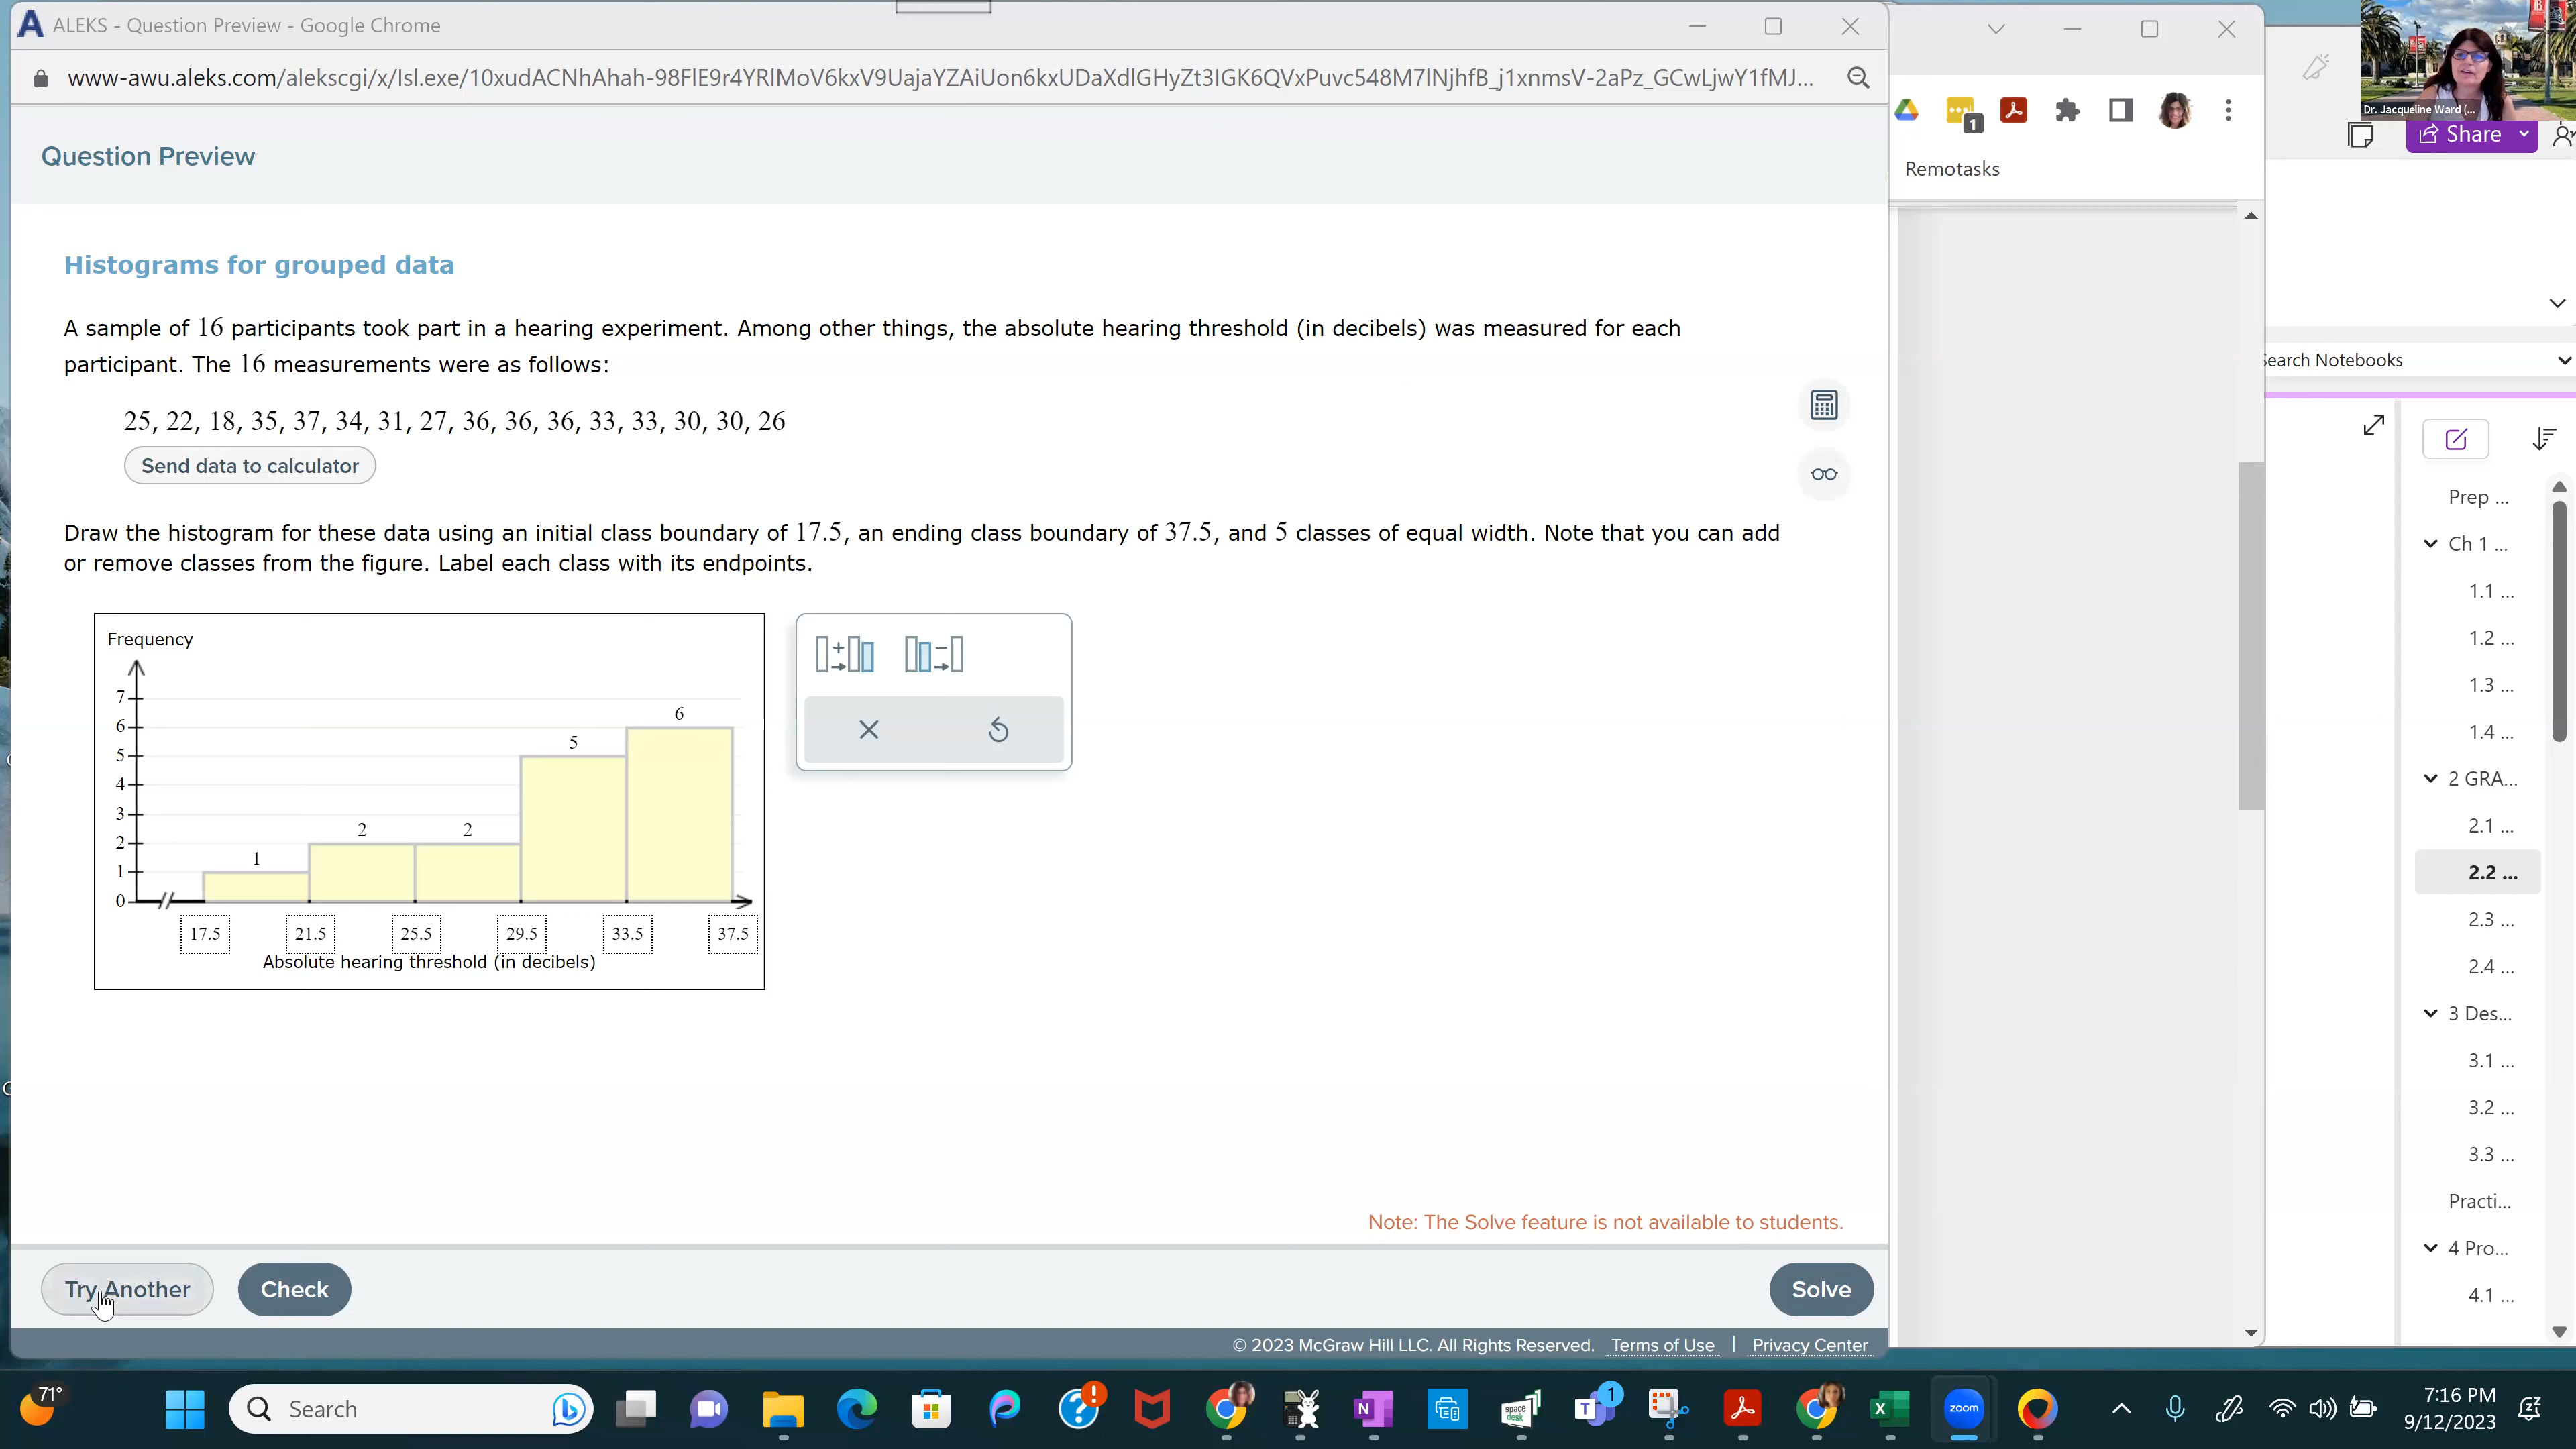 ALEKS - Question Preview - Google Chrome
www-awu.aleks.com/alekscgi/x/Isl.exe/10xudACNhAhah-98FIE9r4YRlMoV6kxV9UajaYZAiUon6kxUDaXdlGHyZt3IGK6QVxPuvc548M7lNjhfB_j1xnmsV-2aPz_GCwLjwY1fMJ...
Question Preview
Histograms for grouped data
A sample of 16 participants took part in a hearing experiment. Among other things, the absolute hearing threshold (in decibels) was measured for each
participant. The 16 measurements were as follows:
25, 22, 18, 35, 37, 34, 31, 27, 36, 36, 36, 33, 33, 30, 30, 26
Send data to calculator
Draw the histogram for these data using an initial class boundary of 17.5, an ending class boundary of 37.5, and 5 classes of equal width. Note that you can add
or remove classes from the figure. Label each class with its endpoints.
Frequency
7
6
5
4
3
2
1
0
1
2
2
5
6
17.5
21.5
25.5
29.5
33.5
37.5
Absolute hearing threshold (in decibels)
Note: The Solve feature is not available to students.
Try Another
Check
Solve
© 2023 McGraw Hill LLC. All Rights Reserved. Terms of Use | Privacy Center
1
Remotasks
Dr. Jacqueline Ward (...
Share
Search Notebooks
Prep ...
Ch 1 ...
1.1 ...
1.2 ...
1.3 ...
1.4 ...
2 GRA...
2.1 ...
2.2 ...
2.3 ...
2.4 ...
3 Des...
3.1 ...
3.2 ...
3.3 ...
Practi...
4 Pro...
4.1 ...
71°
Search
space
desk
1
zoom
7:16 PM
9/12/2023